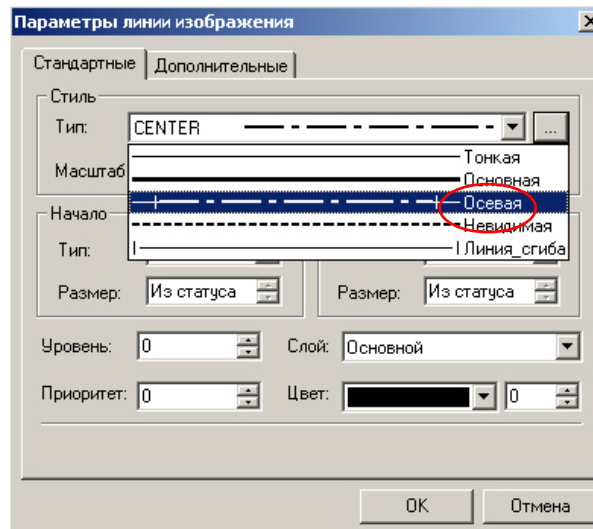 Параметры линии изображения
Стандартные Дополнительные
Стиль
Тип: CENTER ...
Тонкая
Масштаб
Основная
Осевая
Начало
Невидимая
Тип: Линия_сгиба
Размер: Из статуса Размер: Из статуса
Уровень: 0 Слой: Основной
Приоритет: 0 Цвет: 0
OK Отмена